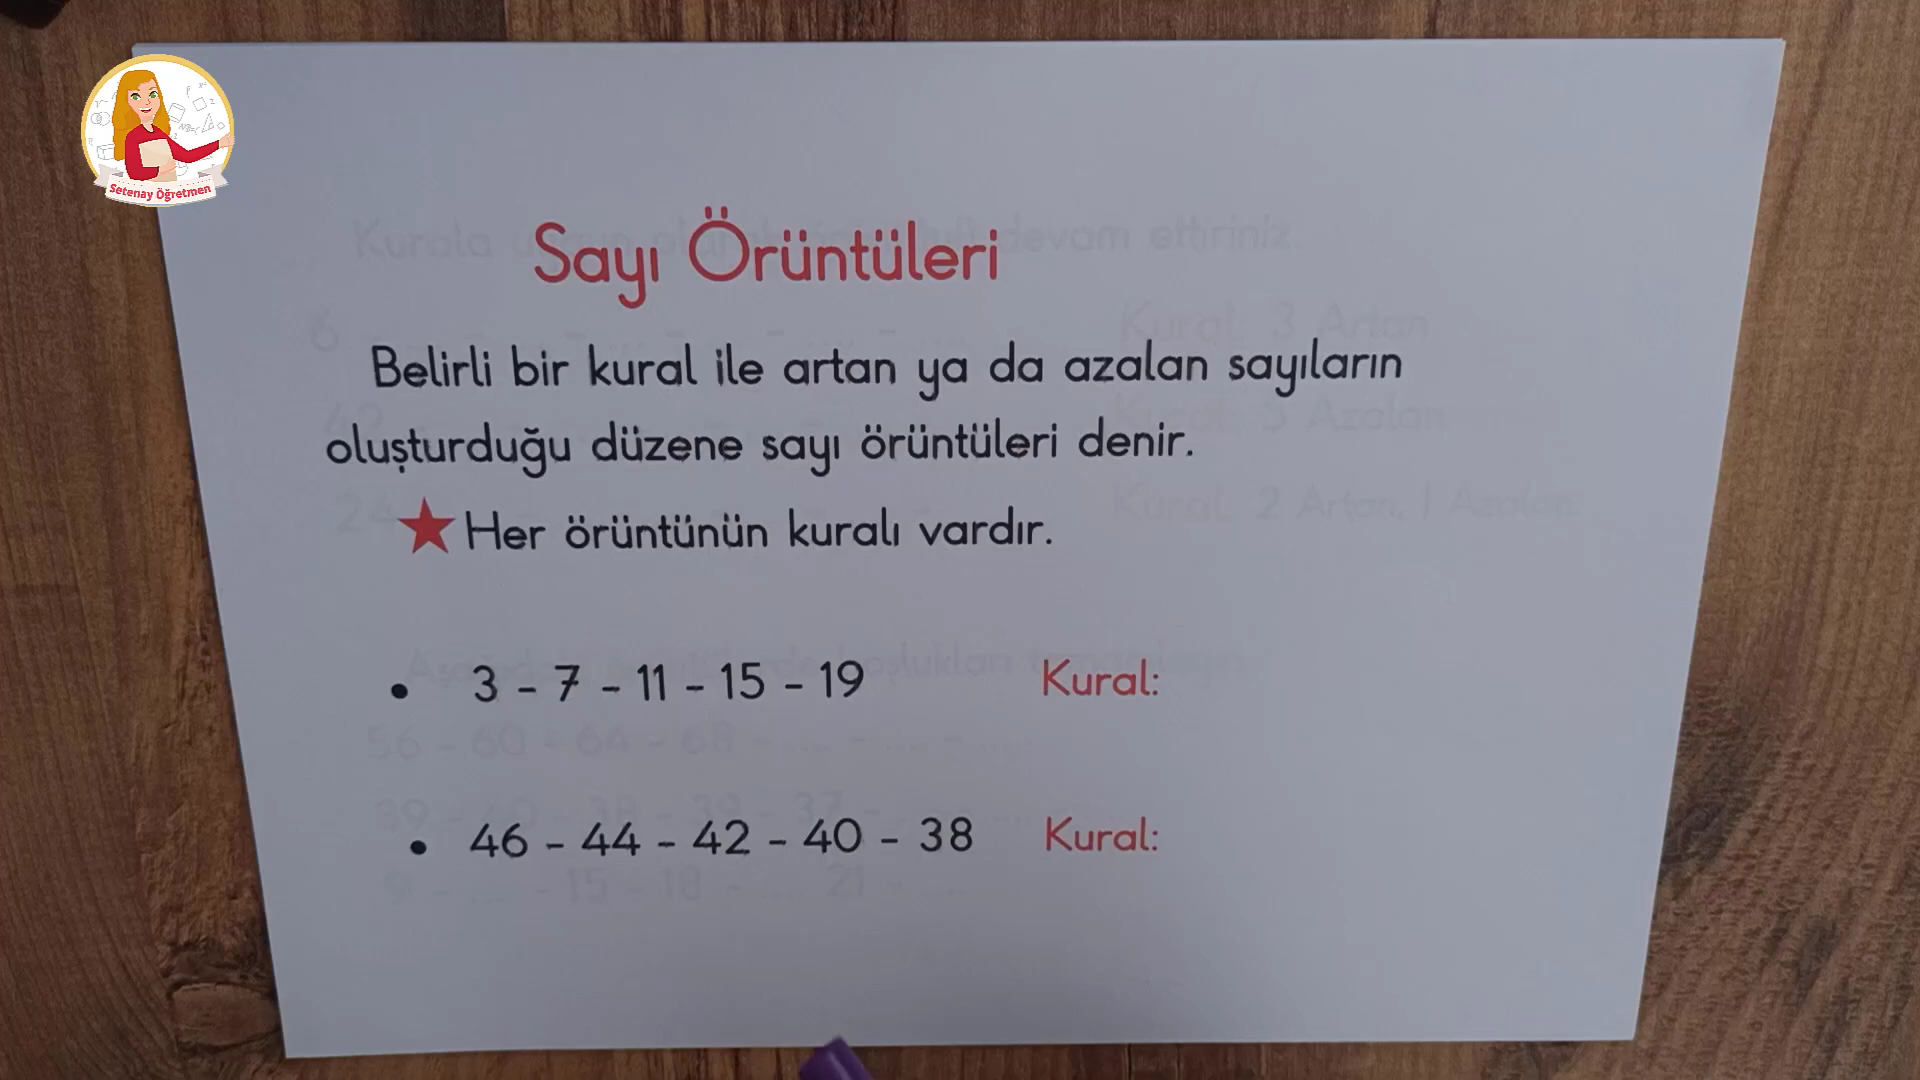 Setenay Öğretmen
Sayı Örüntüleri
Belirli bir kural ile artan ya da azalan sayıların
oluşturduğu düzene sayı örüntüleri denir.
★ Her örüntünün kuralı vardır.
• 3 - 7 - 11 - 15 - 19 Kural:
• 46 - 44 - 42 - 40 - 38 Kural: